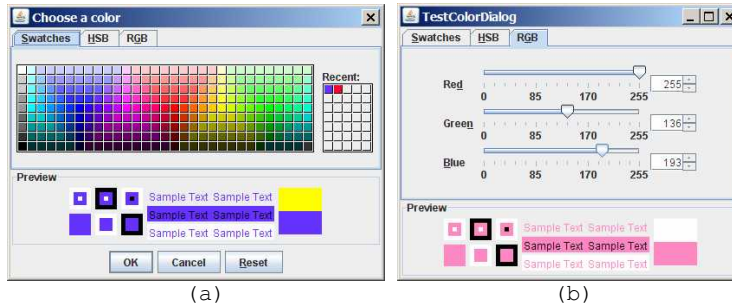 Choose a color
Swatches HSB RGB
Recent:
Preview
Sample Text Sample Text
Sample Text Sample Text
Sample Text Sample Text
OK Cancel Reset
(a)
TestColorDialog
Swatches HSB RGB
Red 255
0 85 170 255
Green 136
0 85 170 255
Blue 193
0 85 170 255
Preview
Sample Text Sample Text
Sample Text Sample Text
Sample Text Sample Text
(b)